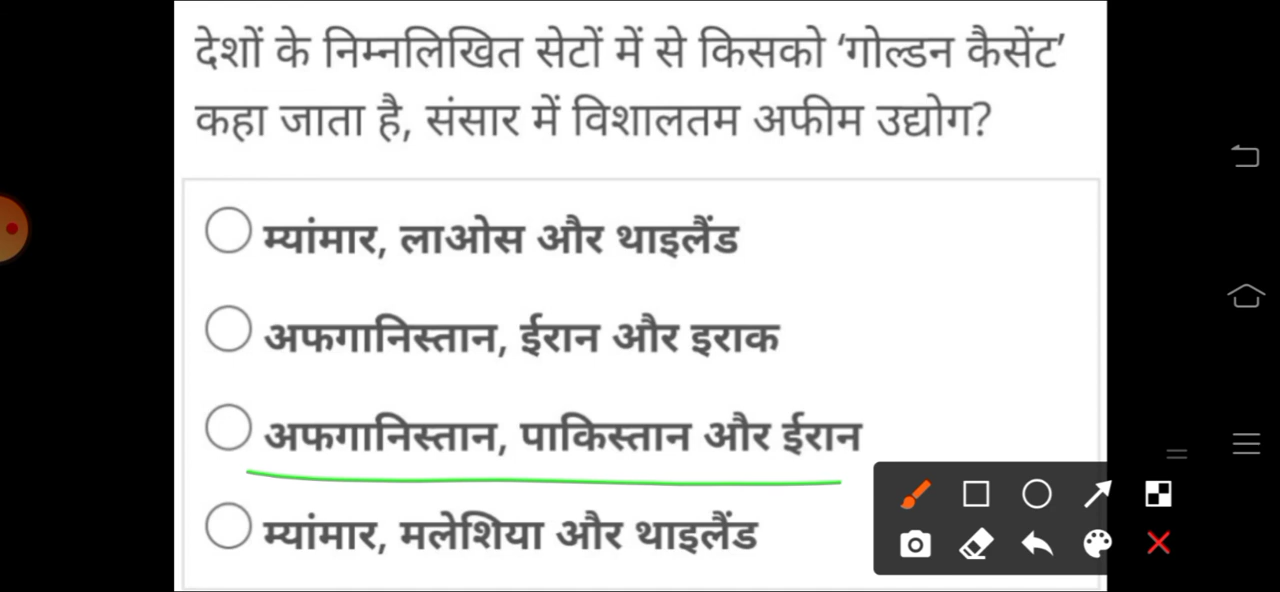 देशों के निम्नलिखित सेटों में से किसको ‘गोल्डन कैसेंट’
कहा जाता है, संसार में विशालतम अफीम उद्योग?
म्यांमार, लाओस और थाइलैंड
अफगानिस्तान, ईरान और इराक
अफगानिस्तान, पाकिस्तान और ईरान
म्यांमार, मलेशिया और थाइलैंड